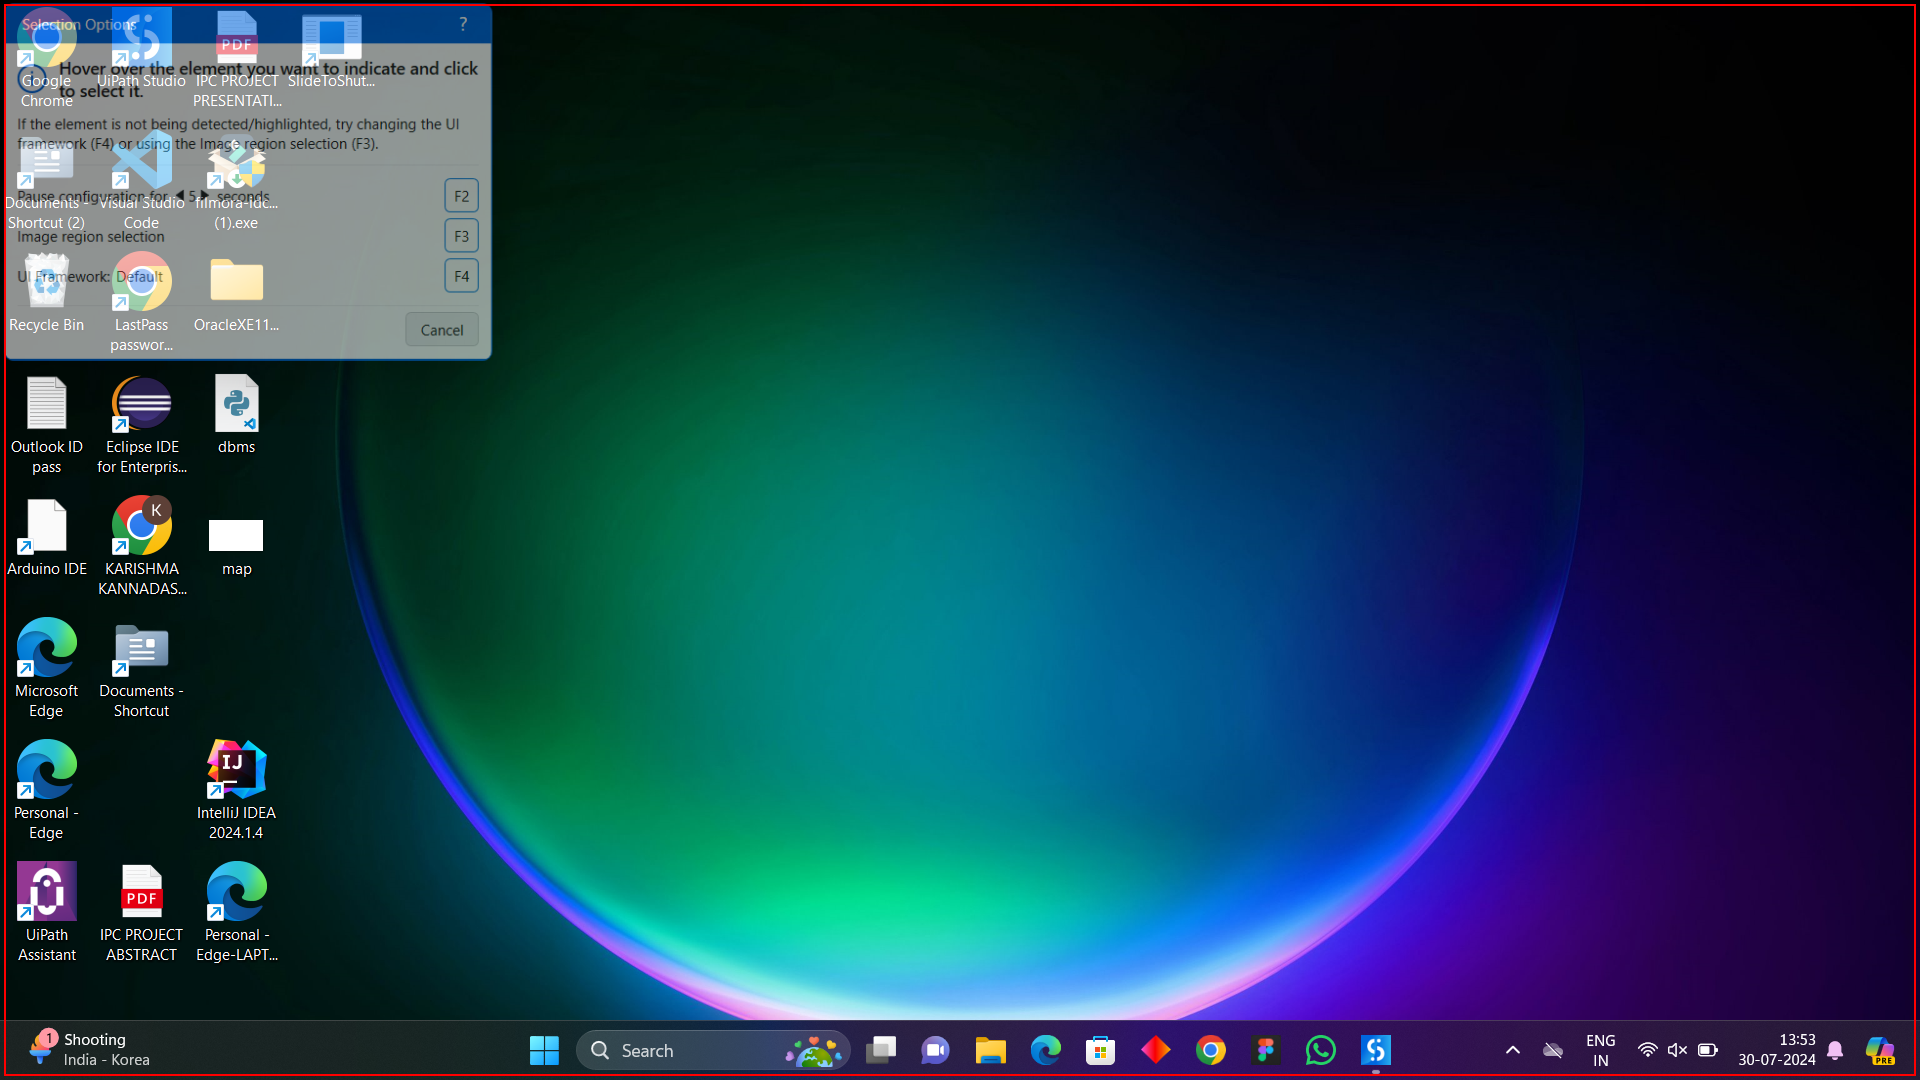 Selection Options
?
Hover over the element you want to indicate and click
to select it.
If the element is not being detected/highlighted, try changing the UI
framework (F4) or using the Image region selection (F3).
Pause configuration for
5
seconds
F2
Image region selection
F3
UI Framework: Default
F4
Cancel
Google
Chrome
UiPath Studio
PDF
IPC PROJECT
PRESENTATI...
SlideToShut...
Documents -
Shortcut (2)
Visual Studio
Code
filmora-idc...
(1).exe
Recycle Bin
LastPass
passwor...
OracleXE11...
Outlook ID
pass
Eclipse IDE
for Enterpris...
dbms
Arduino IDE
K
KARISHMA
KANNADAS...
map
Microsoft
Edge
Documents -
Shortcut
Personal -
Edge
IJ
IntelliJ IDEA
2024.1.4
UiPath
Assistant
PDF
IPC PROJECT
ABSTRACT
Personal -
Edge-LAPT...
1
Shooting
India - Korea
Search
ENG
IN
13:53
30-07-2024
PRE